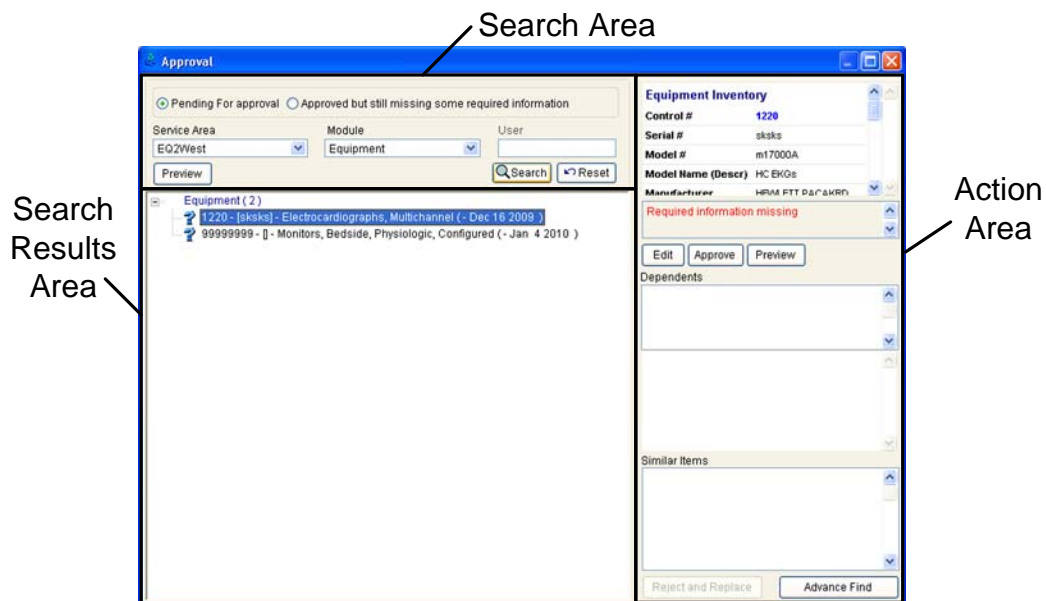 Search Area
Approval
Pending For approval Approved but still missing some required information
Service Area Module User
EQ2West Equipment
Preview Search Reset
Search
Results
Area
Equipment ( 2 )
1220 - [sksks] - Electrocardiographs, Multichannel ( - Dec 16 2009 )
99999999 - [] - Monitors, Bedside, Physiologic, Configured ( - Jan 4 2010 )
Equipment Inventory
Control # 1220
Serial # sksks
Model # m17000A
Model Name (Descr) HC EKGs
Manufacturer HEWLETT PACAKRD
Required information missing
Edit Approve Preview
Dependents
Similar Items
Reject and Replace Advance Find
Action
Area